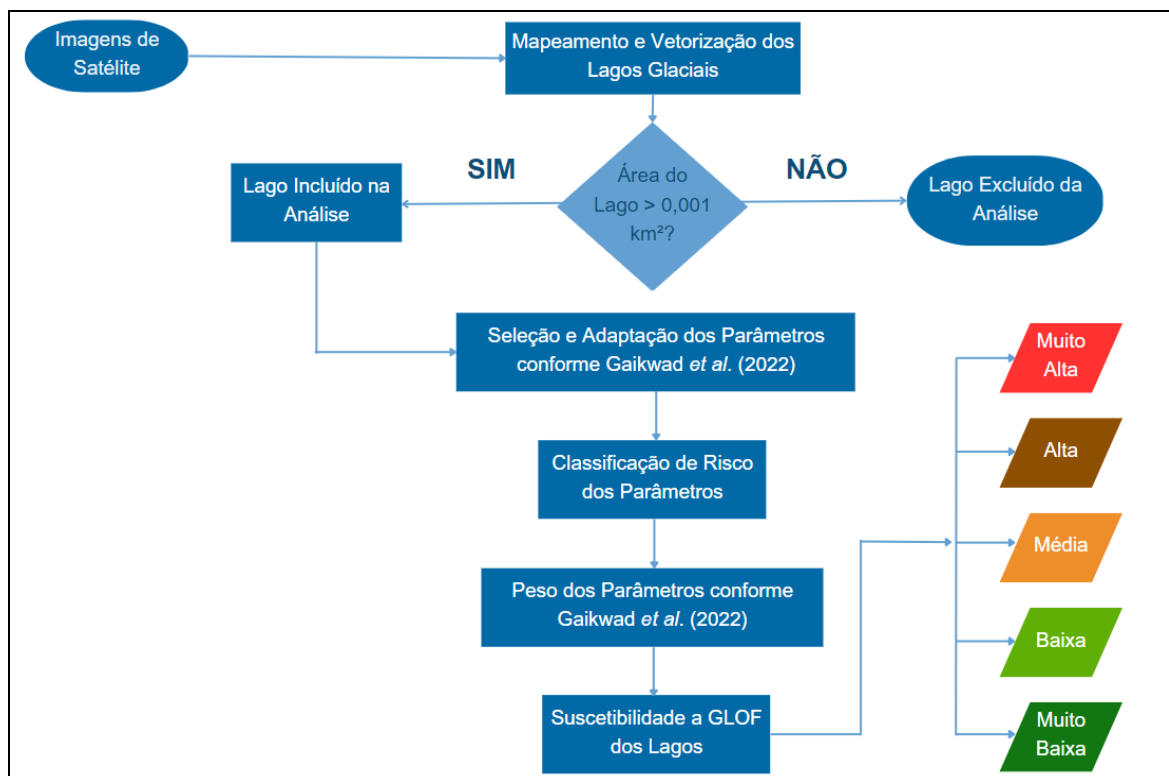 Imagens de
Satélite
Mapeamento e Vetorização dos
Lagos Glaciais
SIM
NÃO
Área do
Lago > 0,001
km²?
Lago Incluído na
Análise
Lago Excluído da
Análise
Seleção e Adaptação dos Parâmetros
conforme Gaikwad et al. (2022)
Classificação de Risco
dos Parâmetros
Peso dos Parâmetros conforme
Gaikwad et al. (2022)
Suscetibilidade a GLOF
dos Lagos
Muito
Alta
Alta
Média
Baixa
Muito
Baixa